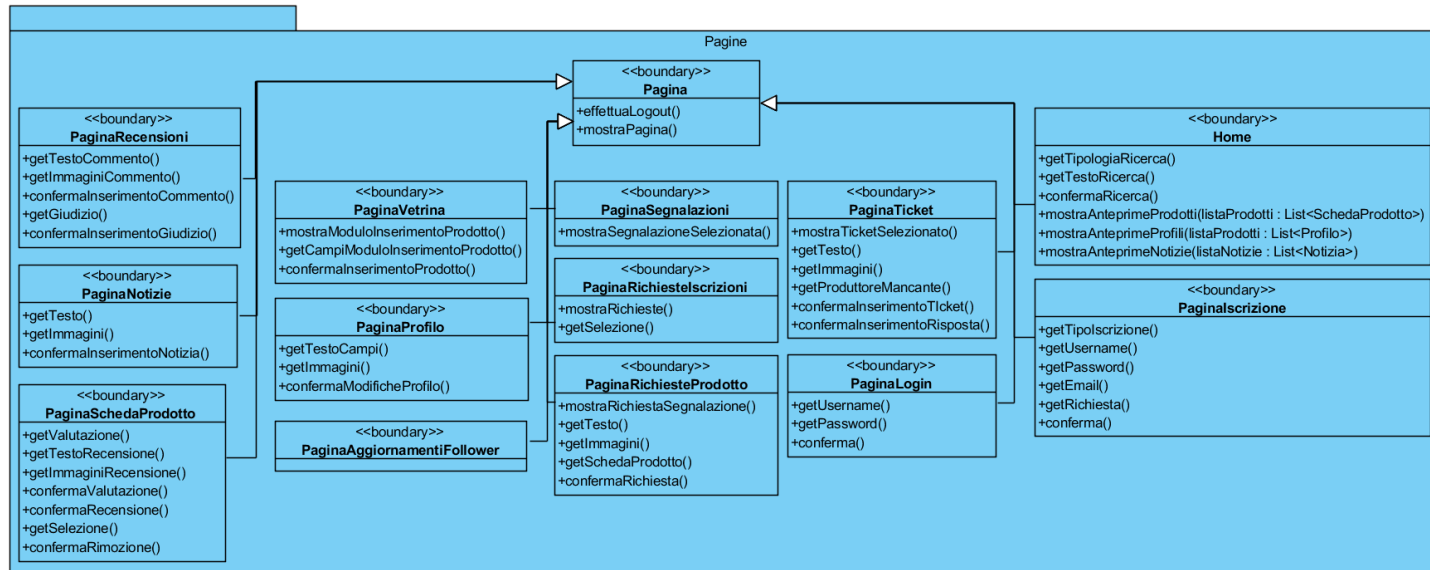 Pagine
<<boundary>>
Pagina
+effettuaLogout()
+mostraPagina()
<<boundary>>
PaginaRecensioni
+getTestoCommento()
+getImmaginiCommento()
+confermaInserimentoCommento()
+getGiudizio()
+confermaInserimentoGiudizio()
<<boundary>>
PaginaNotizie
+getTesto()
+getImmagini()
+confermaInserimentoNotizia()
<<boundary>>
PaginaSchedaProdotto
+getValutazione()
+getTestoRecensione()
+getImmaginiRecensione()
+confermaValutazione()
+confermaRecensione()
+getSelezione()
+confermaRimozione()
<<boundary>>
PaginaVetrina
+mostraModuloInserimentoProdotto()
+getCampiModuloInserimentoProdotto()
+confermaInserimentoProdotto()
<<boundary>>
PaginaProfilo
+getTestoCampi()
+getImmagini()
+confermaModificheProfilo()
<<boundary>>
PaginaAggiornamentiFollower
<<boundary>>
PaginaSegnalazioni
+mostraSegnalazioneSelezionata()
<<boundary>>
PaginaRichiesteIscrizioni
+mostraRichieste()
+getSelezione()
<<boundary>>
PaginaRichiesteProdotto
+mostraRichiestaSegnalazione()
+getTesto()
+getImmagini()
+getSchedaProdotto()
+confermaRichiesta()
<<boundary>>
PaginaTicket
+mostraTicketSelezionato()
+getTesto()
+getImmagini()
+getProduttoreMancante()
+confermaInserimentoTIcket()
+confermaInserimentoRisposta()
<<boundary>>
PaginaLogin
+getUsername()
+getPassword()
+conferma()
<<boundary>>
Home
+getTipologiaRicerca()
+getTestoRicerca()
+confermaRicerca()
+mostraAnteprimeProdotti(listaProdotti : List<SchedaProdotto>)
+mostraAnteprimeProfili(listaProdotti : List<Profilo>)
+mostraAnteprimeNotizie(listaNotizie : List<Notizia>)
<<boundary>>
PaginaIscrizione
+getTipoIscrizione()
+getUsername()
+getPassword()
+getEmail()
+getRichiesta()
+conferma()